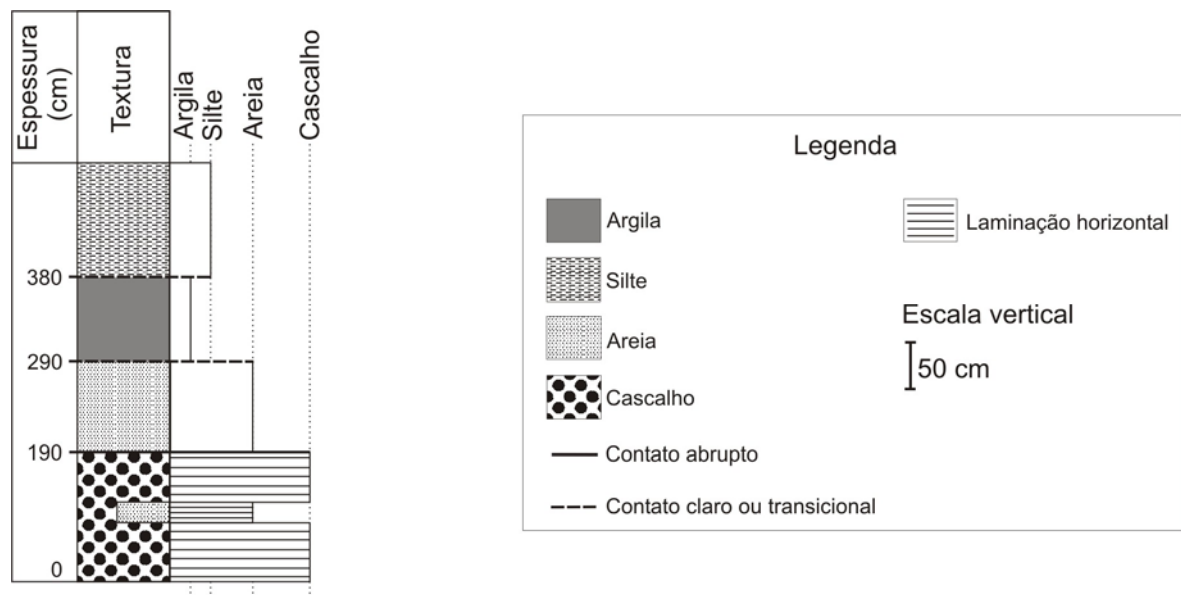 Espessura
(cm)
Textura
Argila
Silte
Areia
Cascalho
380
290
190
0
Legenda
Argila
Silte
Areia
Cascalho
Contato abrupto
Contato claro ou transicional
Laminação horizontal
Escala vertical
50 cm